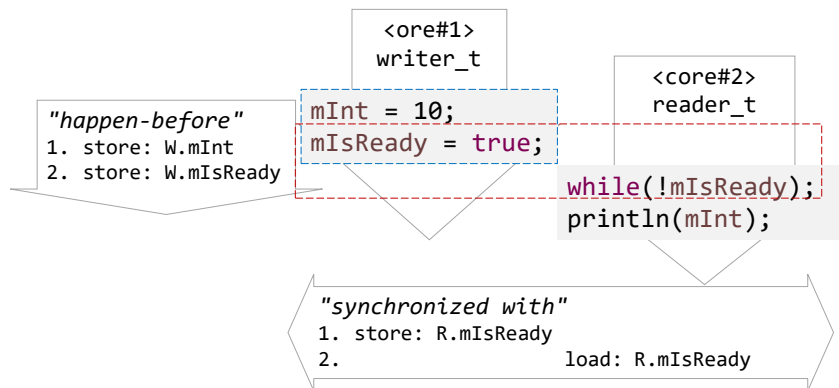 <ore#1>
writer_t
<core#2>
reader_t
"happen-before"
1. store: W.mInt
2. store: W.mIsReady
mInt = 10;
mIsReady = true;
while(!mIsReady);
println(mInt);
"synchronized with"
1. store: R.mIsReady
2. load: R.mIsReady